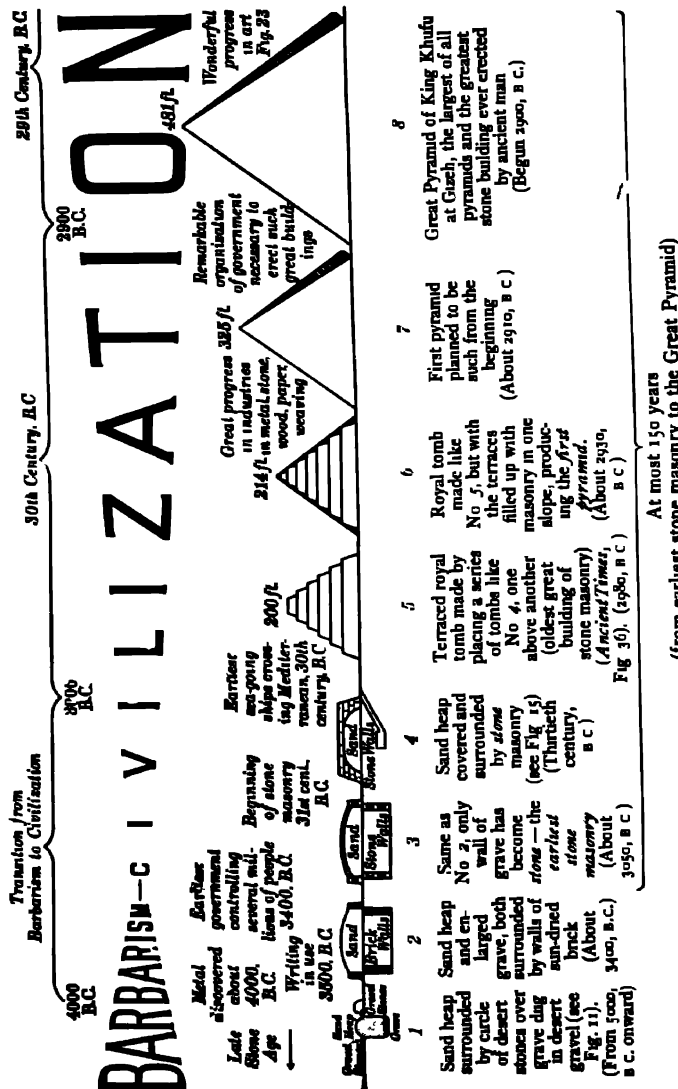 Transition from
Barbarism to Civilization
30th Century, B.C
29th Century, B.C.
4000
B.C.
B.C.
2900
B.C.
BARBARISM–CIVILIZATION
Late
Stone
Age
Metal
discovered
about
4000,
B.C.
Writing
in use
3500, B.C.
Earliest
government
controlling
several mil-
lions of people
3400, B.C.
Beginning
of stone
masonry
31st cent.,
B.C.
Earliest
sea-going
ships cross-
ing Mediter-
ranean, 30th
century, B.C
200 ft.
214 ft.
Great progress
in industries
in metal, stone,
wood, paper,
weaving
325 ft.
Remarkable
organization
of government
necessary to
erect such
great build-
ings
481 ft.
Wonderful
progress
in art
Fig. 23
Sand
Brick
Walls
Sand
Stone
Walls
Sand
Stone Walls
1
Sand heap
surrounded
by circle
of desert
stones over
grave dug
in desert
gravel (see
Fig. 11).
(From 5000,
B C. onward)
2
Sand heap
and en-
larged
grave, both
surrounded
by walls of
sun-dried
brick
(About
3400, B.C.)
3
Same as
No 2, only
wall of
grave has
become
stone — the
earliest
stone
masonry
(About
3050, B C)
4
Sand heap
covered and
surrounded
by stone
masonry
(see Fig 15)
(Thirtieth
century,
B C)
5
Terraced royal
tomb made by
placing a series
of tombs like
No 4, one
above another
(oldest great
building of
stone masonry)
(Ancient Times,
Fig 36). (2980, B C)
6
Royal tomb
made like
No 5, but with
the terraces
filled up with
masonry in one
slope, produc-
ing the first
pyramid.
(About 2930,
B C)
7
First pyramid
planned to be
such from the
beginning
(About 2910, B C)
8
Great Pyramid of King Khufu
at Gizeh, the largest of all
pyramids and the greatest
stone building ever erected
by ancient man
(Begun 2900, B C.)
At most 150 years
(from earliest stone masonry to the Great Pyramid)